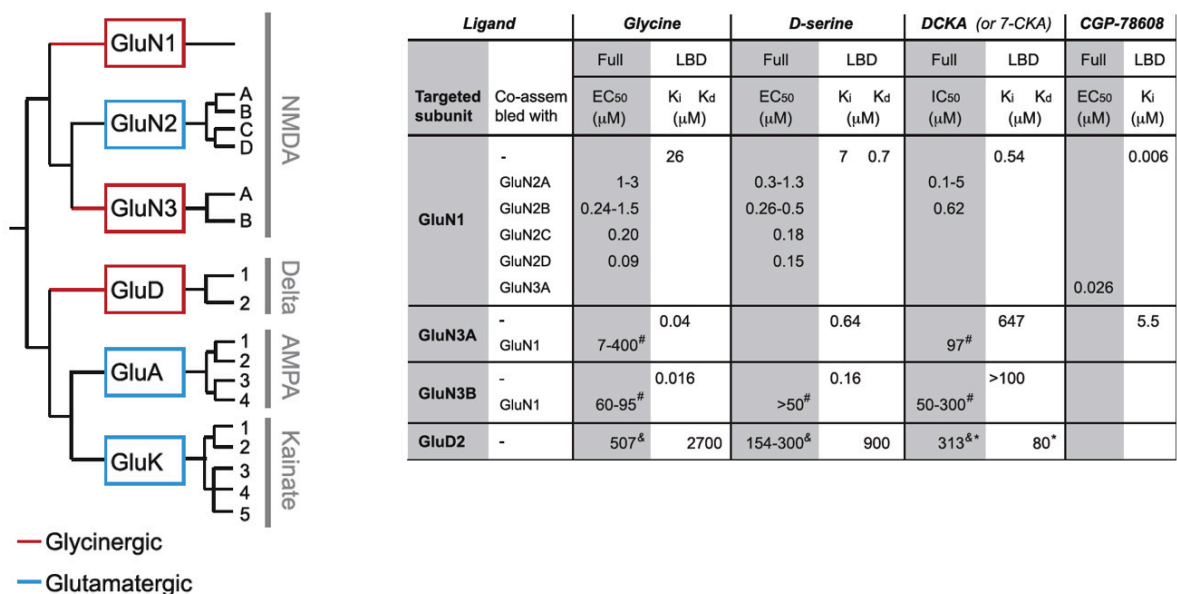 GluN1
GluN2
A
B
C
D
GluN3
A
B
NMDA
GluD
1
2
Delta
GluA
1
2
3
4
AMPA
GluK
1
2
3
4
5
Kainate
Glycinergic
Glutamatergic
Ligand Glycine D-serine DCKA (or 7-CKA) CGP-78608
Full LBD Full LBD Full LBD Full LBD
Targeted subunit Co-assem bled with EC50 (μM) Ki Kd (μM) EC50 (μM) Ki Kd (μM) IC50 (μM) Ki Kd (μM) EC50 (μM) Ki (μM)
GluN1
- 26 7 0.7 0.54 0.006
GluN2A 1-3 0.3-1.3 0.1-5
GluN2B 0.24-1.5 0.26-0.5 0.62
GluN2C 0.20 0.18
GluN2D 0.09 0.15
GluN3A 0.026
GluN3A
- 0.04 0.64 647 5.5
GluN1 7-400# 97#
GluN3B
- 0.016 0.16 >100
GluN1 60-95# >50# 50-300#
GluD2 - 507& 2700 154-300& 900 313&* 80*